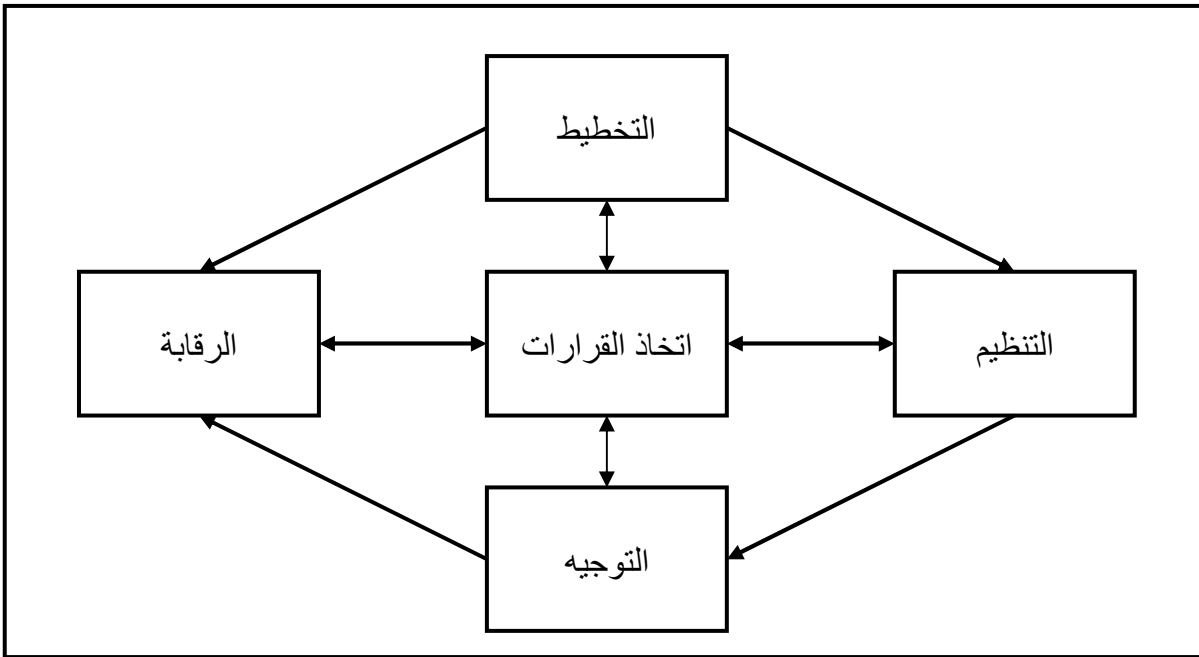 التخطيط
التنظيم
اتخاذ القرارات
الرقابة
التوجيه